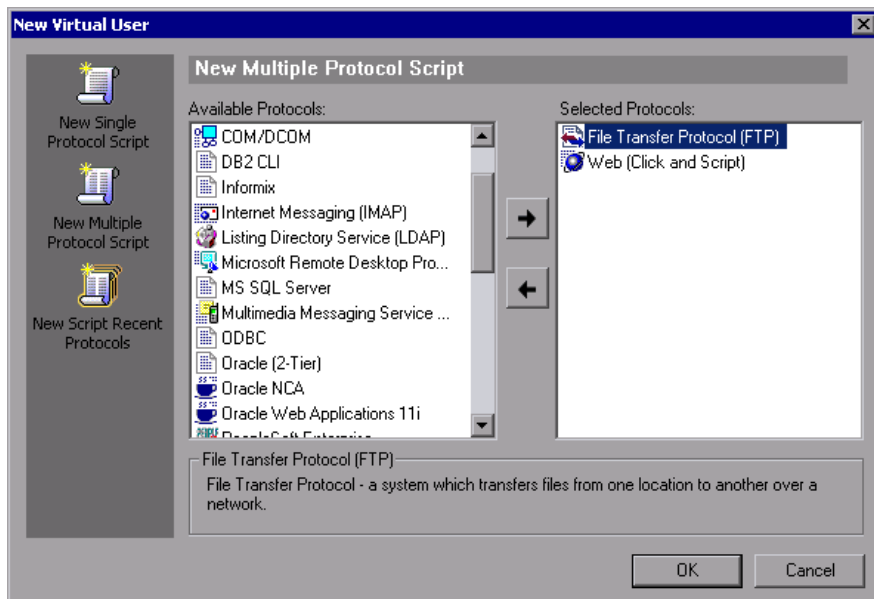 New Virtual User
New Multiple Protocol Script
New Single
Protocol Script
New Multiple
Protocol Script
New Script Recent
Protocols
Available Protocols:
COM/DCOM
DB2 CLI
Informix
Internet Messaging (IMAP)
Listing Directory Service (LDAP)
Microsoft Remote Desktop Pro...
MS SQL Server
Multimedia Messaging Service ...
ODBC
Oracle (2-Tier)
Oracle NCA
Oracle Web Applications 11i
Selected Protocols:
File Transfer Protocol (FTP)
Web (Click and Script)
File Transfer Protocol (FTP)
File Transfer Protocol - a system which transfers files from one location to another over a
network.
OK
Cancel